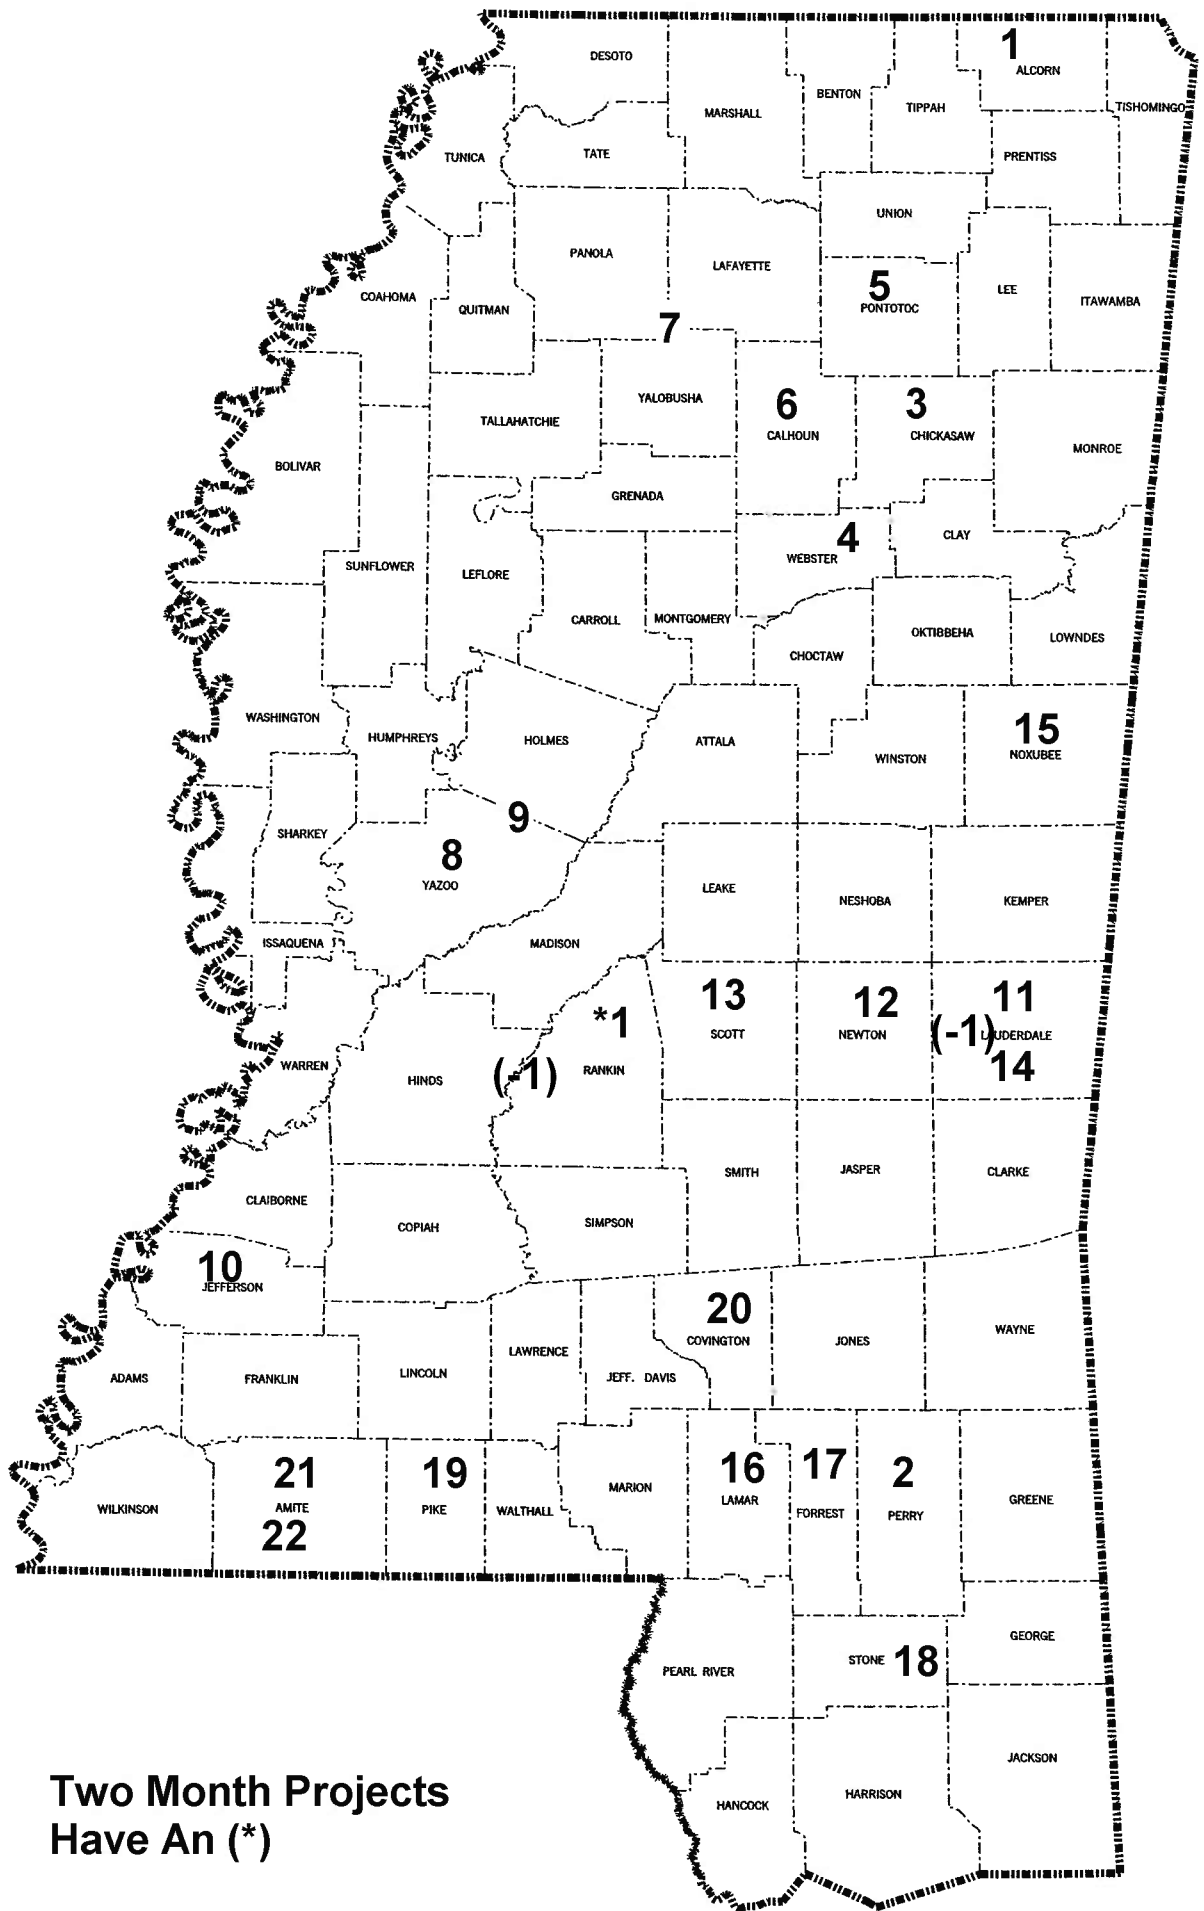 1
DESOTO
ALCORN
BENTON
TIPPAH
TISHOMINGO
MARSHALL
TUNICA
TATE
PRENTISS
UNION
PANOLA
LAFAYETTE
COAHOMA
QUITMAN
5
PONTOTOC
LEE
ITAWAMBA
7
YALOBUSHA
6
CALHOUN
3
CHICKASAW
TALLAHATCHIE
MONROE
BOLIVAR
GRENADA
4
WEBSTER
CLAY
SUNFLOWER
LEFLORE
CARROLL
MONTGOMERY
OKTIBBEHA
LOWNDES
CHOCTAW
WASHINGTON
HUMPHREYS
HOLMES
ATTALA
WINSTON
15
NOXUBEE
9
SHARKEY
8
YAZOO
LEAKE
NESHOBA
KEMPER
ISSAQUENA
MADISON
*1
13
SCOTT
12
NEWTON
11
(-1)
LAUDERDALE
14
WARREN
HINDS
(-1)
RANKIN
SMITH
JASPER
CLARKE
CLAIBORNE
COPIAH
SIMPSON
10
JEFFERSON
20
COVINGTON
JONES
WAYNE
ADAMS
FRANKLIN
LINCOLN
LAWRENCE
JEFF. DAVIS
21
AMITE
22
19
PIKE
WILKINSON
WALTHALL
MARION
16
LAMAR
17
FORREST
2
PERRY
GREENE
PEARL RIVER
STONE
18
GEORGE
JACKSON
HANCOCK
HARRISON
Two Month Projects
Have An (*)